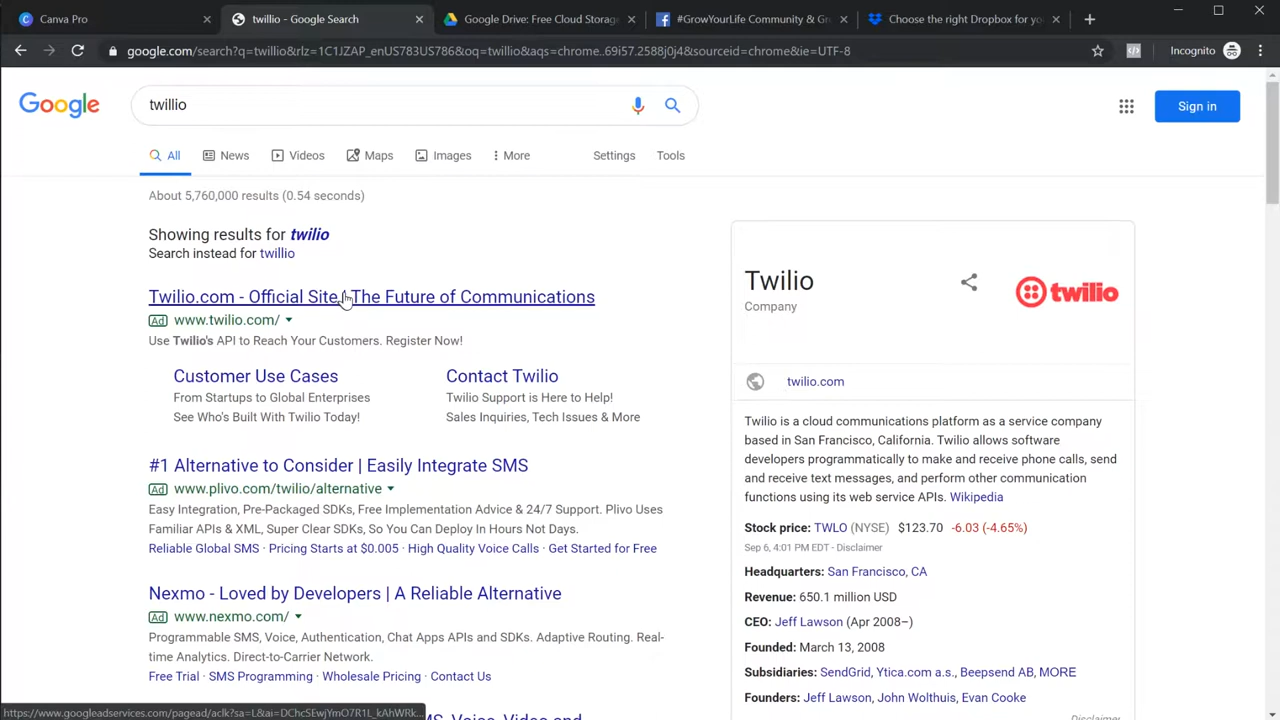 Canva Pro
twillio - Google Search
Google Drive: Free Cloud Storag
#GrowYourLife Community & Gr
Choose the right Dropbox for yo
google.com/search?q=twillio&rlz=1C1JZAP_enUS783US786&oq=twillio&aqs=chrome..69i57.2588j0j4&sourceid=chrome&ie=UTF-8
Incognito
Google
twillio
Sign in
All
News
Videos
Maps
Images
More
Settings
Tools
About 5,760,000 results (0.54 seconds)
Showing results for twilio
Search instead for twillio
Twilio.com - Official Site | The Future of Communications
Ad www.twilio.com/
Use Twilio's API to Reach Your Customers. Register Now!
Customer Use Cases
From Startups to Global Enterprises
See Who's Built With Twilio Today!
Contact Twilio
Twilio Support is Here to Help!
Sales Inquiries, Tech Issues & More
#1 Alternative to Consider | Easily Integrate SMS
Ad www.plivo.com/twilio/alternative
Easy Integration, Pre-Packaged SDKs, Free Implementation Advice & 24/7 Support. Plivo Uses
Familiar APIs & XML, Super Clear SDKs, So You Can Deploy In Hours Not Days.
Reliable Global SMS · Pricing Starts at $0.005 · High Quality Voice Calls · Get Started for Free
Nexmo - Loved by Developers | A Reliable Alternative
Ad www.nexmo.com/
Programmable SMS, Voice, Authentication, Chat Apps APIs and SDKs. Adaptive Routing. Real-
time Analytics. Direct-to-Carrier Network.
Free Trial · SMS Programming · Wholesale Pricing · Contact Us
Twilio
Company
twilio
twilio.com
Twilio is a cloud communications platform as a service company
based in San Francisco, California. Twilio allows software
developers programmatically to make and receive phone calls, send
and receive text messages, and perform other communication
functions using its web service APIs. Wikipedia
Stock price: TWLO (NYSE) $123.70 -6.03 (-4.65%)
Sep 6, 4:01 PM EDT - Disclaimer
Headquarters: San Francisco, CA
Revenue: 650.1 million USD
CEO: Jeff Lawson (Apr 2008–)
Founded: March 13, 2008
Subsidiaries: SendGrid, Ytica.com a.s., Beepsend AB, MORE
Founders: Jeff Lawson, John Wolthuis, Evan Cooke
Disclaimer